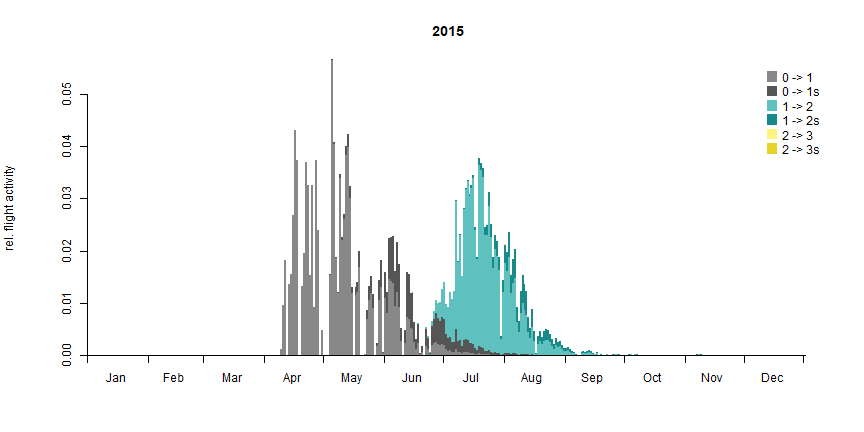 2015
0 -> 1
0 -> 1s
1 -> 2
1 -> 2s
2 -> 3
2 -> 3s
rel. flight activity
0.05
0.04
0.03
0.02
0.01
0.00
Jan Feb Mar Apr May Jun Jul Aug Sep Oct Nov Dec